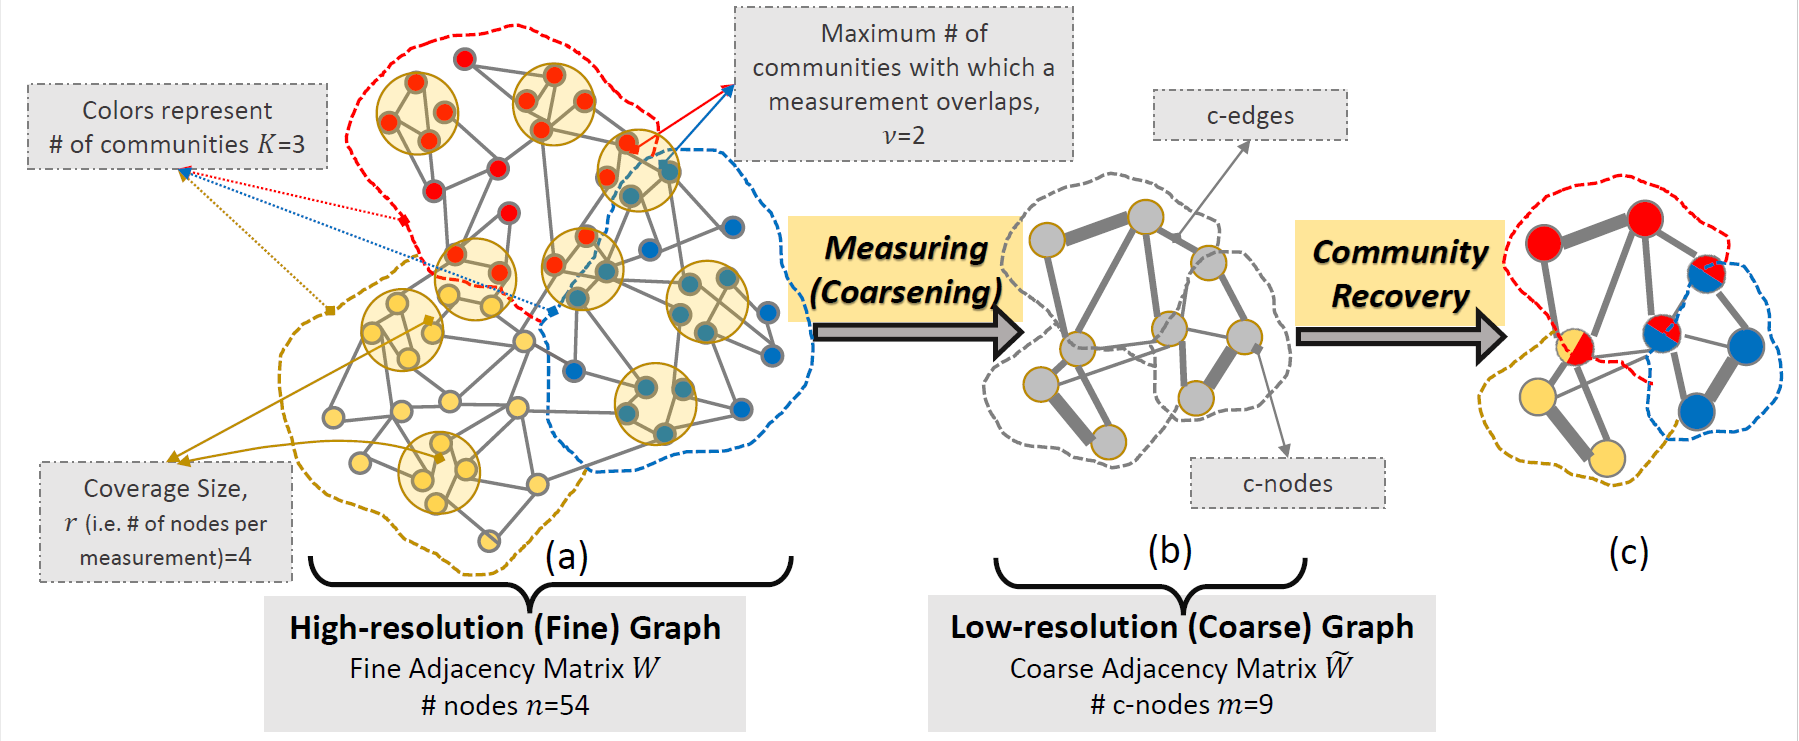 Colors represent
# of communities K=3
Maximum # of
communities with which a
measurement overlaps,
ν=2
c-edges
Measuring
(Coarsening)
Community
Recovery
Coverage Size,
r (i.e. # of nodes per
measurement)=4
c-nodes
(a)
(b)
(c)
High-resolution (Fine) Graph
Fine Adjacency Matrix W
# nodes n=54
Low-resolution (Coarse) Graph
Coarse Adjacency Matrix W̃
# c-nodes m=9